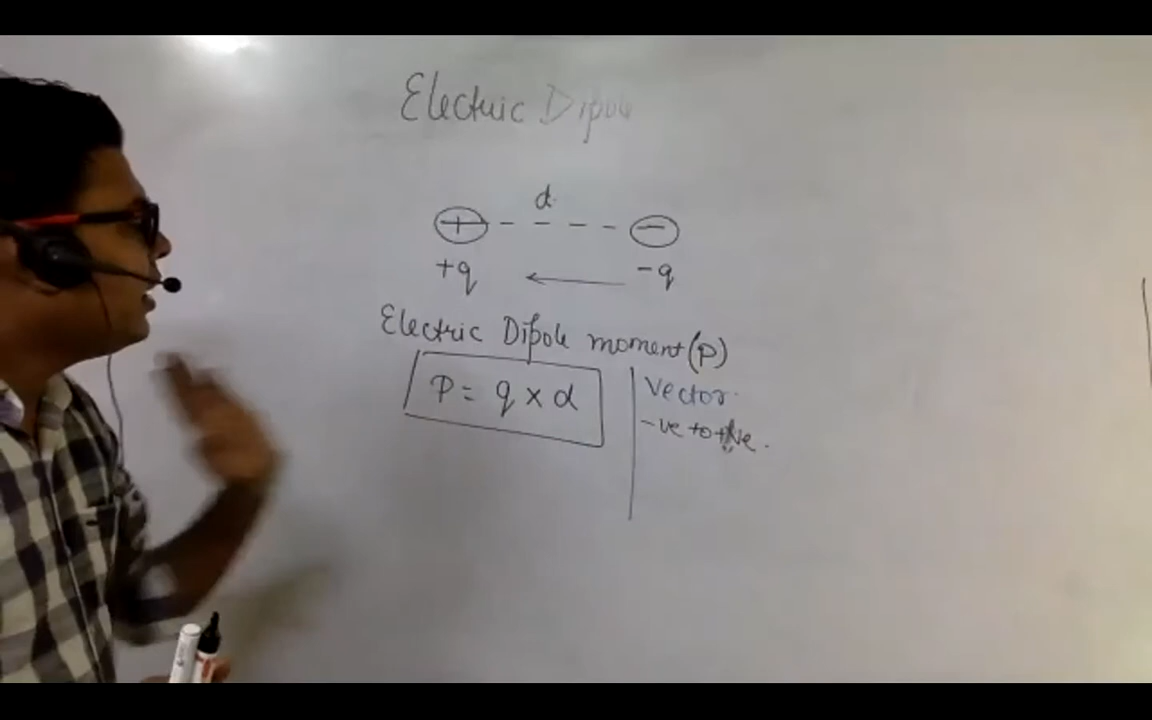 Electric Dipole
d
+ - - - - −
+q ← -q
Electric Dipole moment (p)
P = q x d
Vector.
-ve to +ve.